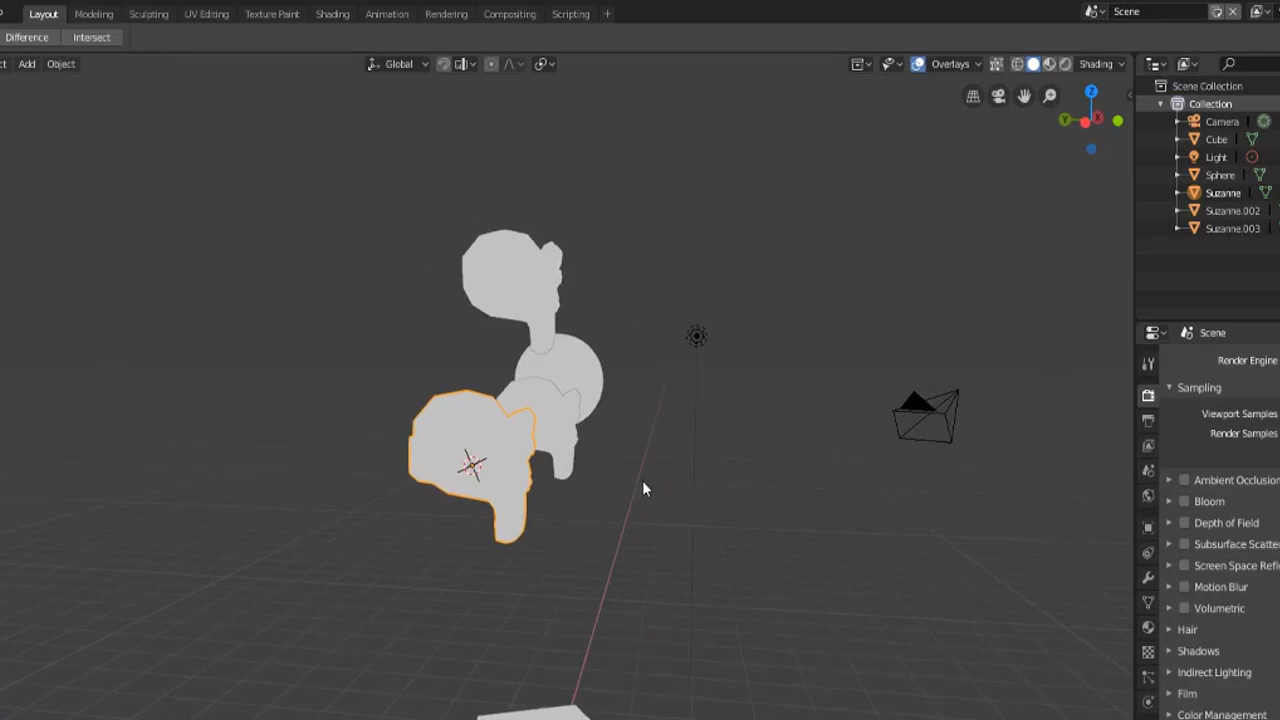 Layout Modeling Sculpting UV Editing Texture Paint Shading Animation Rendering Compositing Scripting + Scene
Difference Intersect
ct Add Object Global Overlays Shading
Z
Y X
Scene Collection
Collection
Camera
Cube
Light
Sphere
Suzanne
Suzanne.002
Suzanne.003
Scene
Render Engine
Sampling
Viewport Samples
Render Samples
Ambient Occlusion
Bloom
Depth of Field
Subsurface Scatte
Screen Space Refl
Motion Blur
Volumetric
Hair
Shadows
Indirect Lighting
Film
Color Management